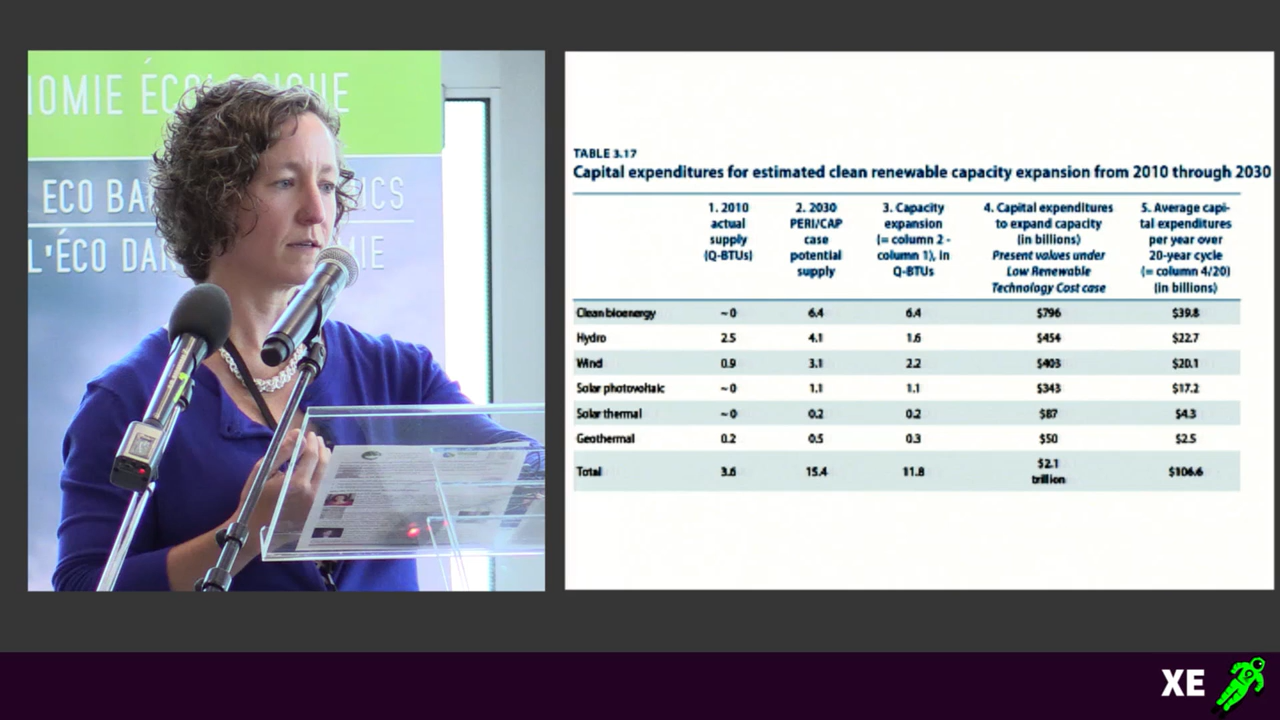 NOMIE ÉCOLOGIQUE
ECO
L'ÉCO
TABLE 3.17
Capital expenditures for estimated clean renewable capacity expansion from 2010 through 2030
1. 2010 actual supply (Q-BTUs)
2. 2030 PERI/CAP case potential supply
3. Capacity expansion (= column 2 - column 1), in Q-BTUs
4. Capital expenditures to expand capacity (in billions) Present values under Low Renewable Technology Cost case
5. Average capi- tal expenditures per year over 20-year cycle (= column 4/20) (in billions)
Clean bioenergy ~0 6.4 6.4 $796 $39.8
Hydro 2.5 4.1 1.6 $454 $22.7
Wind 0.9 3.1 2.2 $403 $20.1
Solar photovoltaic ~0 1.1 1.1 $343 $17.2
Solar thermal ~0 0.2 0.2 $87 $4.3
Geothermal 0.2 0.5 0.3 $50 $2.5
Total 3.6 15.4 11.8 $2.1 trillion $106.6
XE